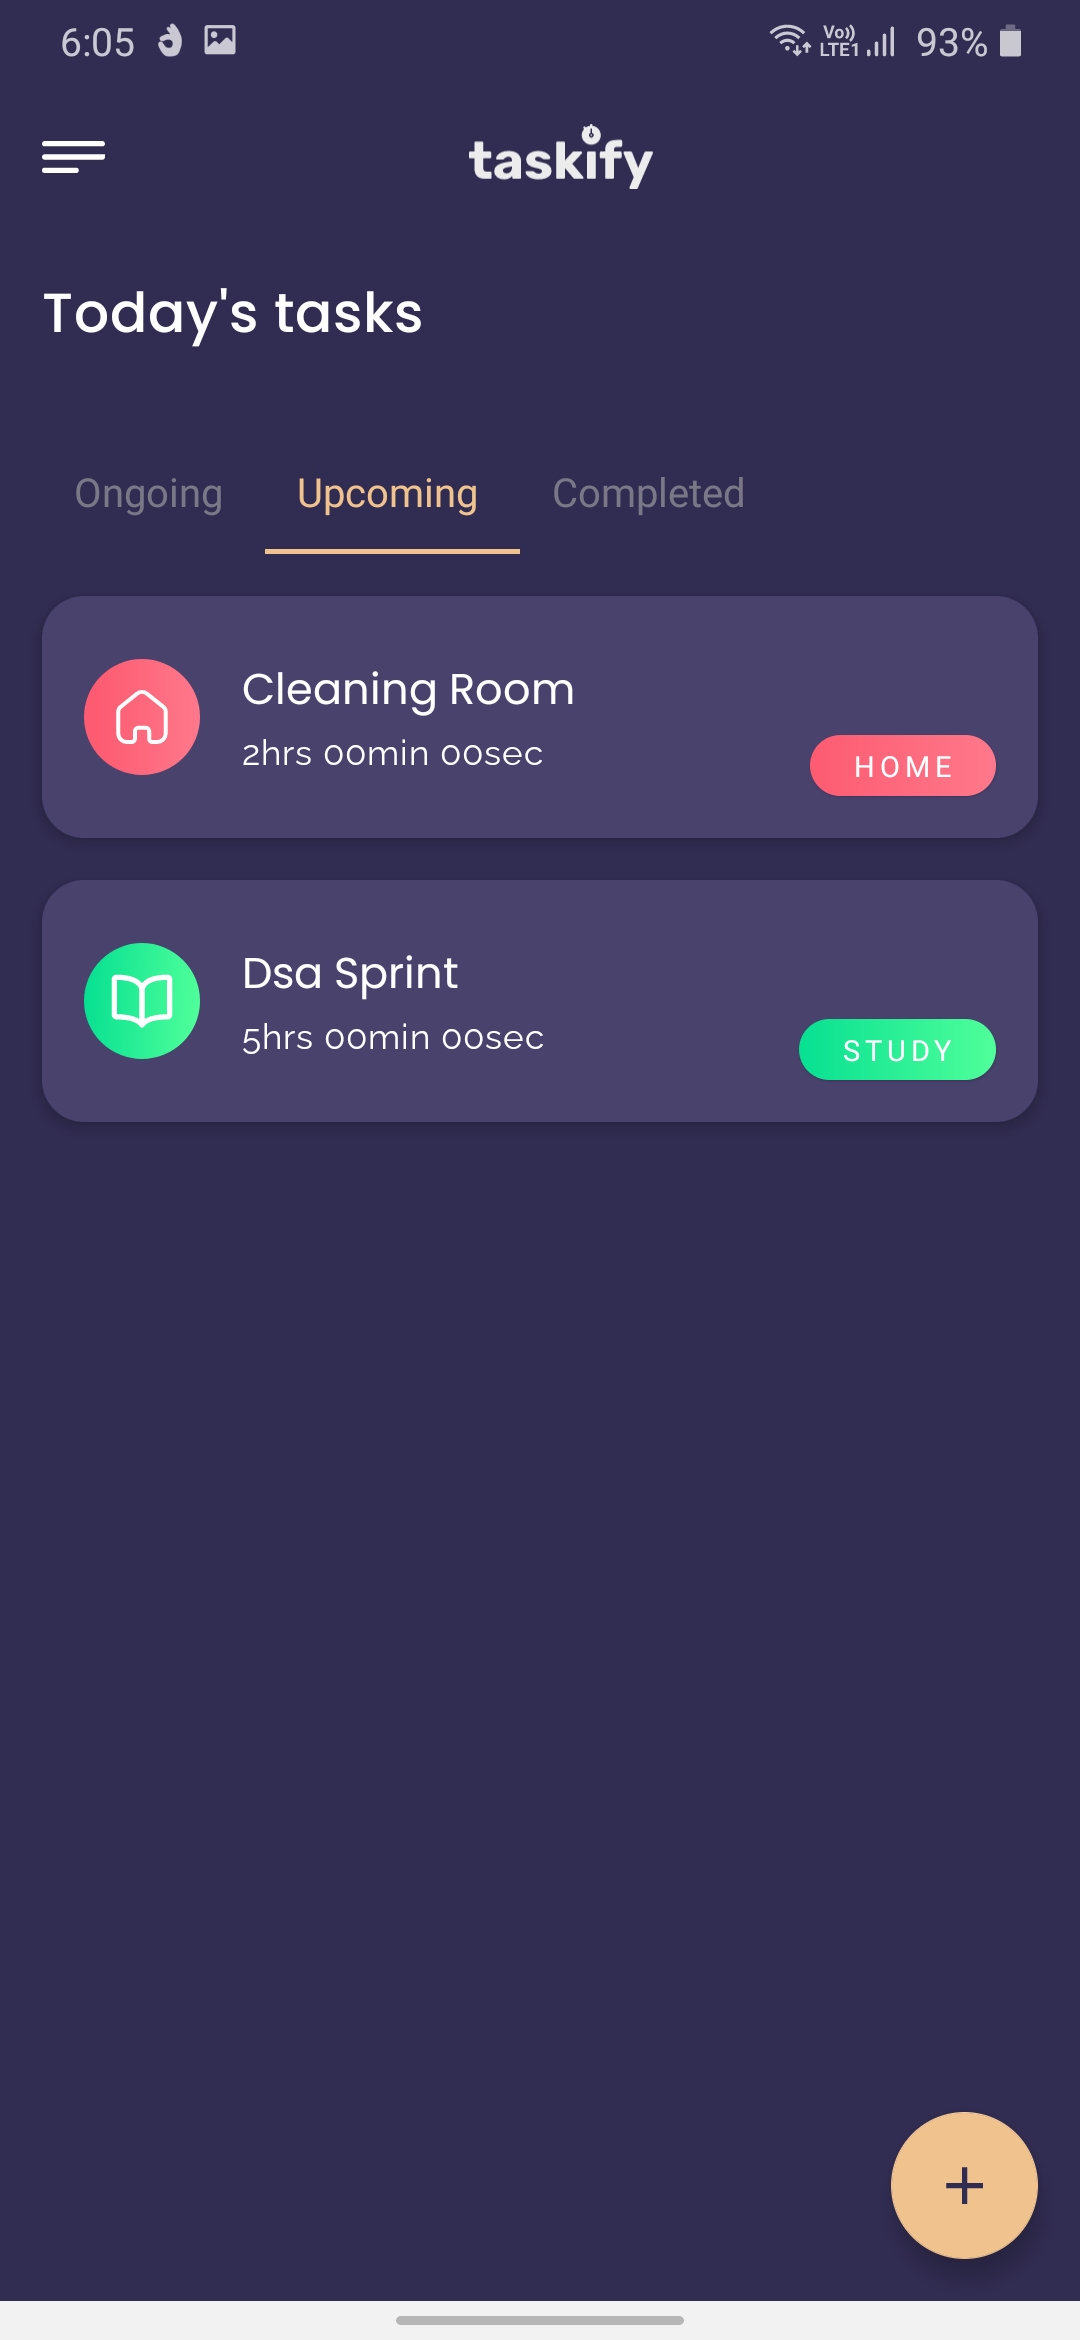 6:05 Vo)) LTE1 93%
taskify
Today's tasks
Ongoing Upcoming Completed
Cleaning Room
2hrs 00min 00sec
HOME
Dsa Sprint
5hrs 00min 00sec
STUDY
+